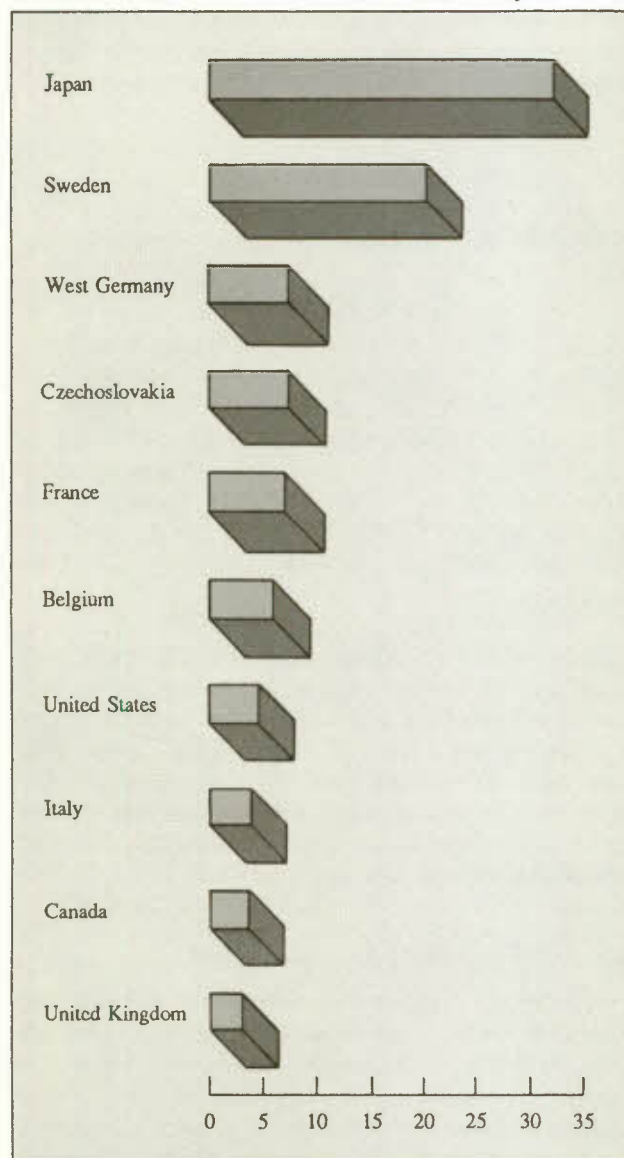 Japan
Sweden
West Germany
Czechoslovakia
France
Belgium
United States
Italy
Canada
United Kingdom
0 5 10 15 20 25 30 35